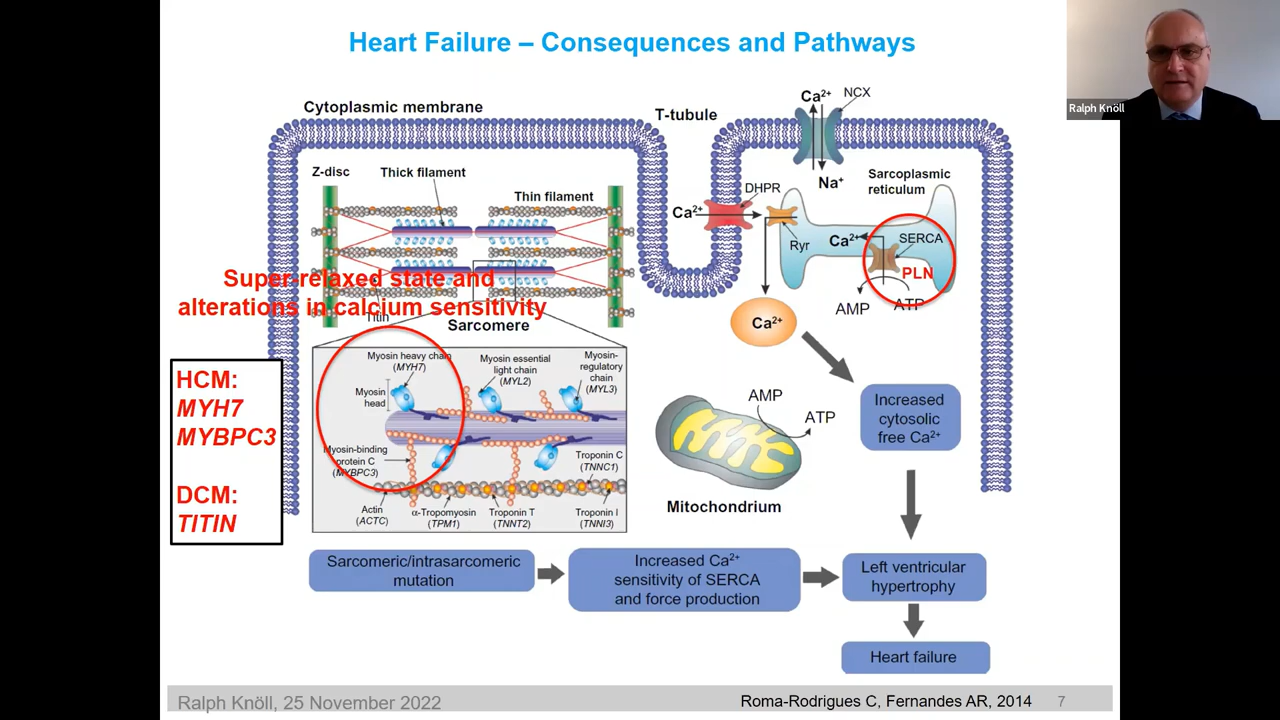 Heart Failure – Consequences and Pathways
Ralph Knöll
Cytoplasmic membrane
T-tubule
Ca²⁺
NCX
Na⁺
Z-disc
Thick filament
Thin filament
DHPR
Ca²⁺
Ryr
Sarcoplasmic
reticulum
Ca²⁺
SERCA
PLN
AMP
ATP
Super-relaxed state and
alterations in calcium sensitivity
Titin
Sarcomere
Ca²⁺
HCM:
MYH7
MYBPC3
DCM:
TITIN
Myosin heavy chain
(MYH7)
Myosin essential
light chain
(MYL2)
Myosin-
regulatory
chain
(MYL3)
Myosin
head
Myosin-binding
protein C
(MYBPC3)
Troponin C
(TNNC1)
Actin
(ACTC)
α-Tropomyosin
(TPM1)
Troponin T
(TNNT2)
Troponin I
(TNNI3)
AMP
ATP
Mitochondrium
Increased
cytosolic
free Ca²⁺
Sarcomeric/intrasarcomeric
mutation
Increased Ca²⁺
sensitivity of SERCA
and force production
Left ventricular
hypertrophy
Heart failure
Ralph Knöll, 25 November 2022
Roma-Rodrigues C, Fernandes AR, 2014
7